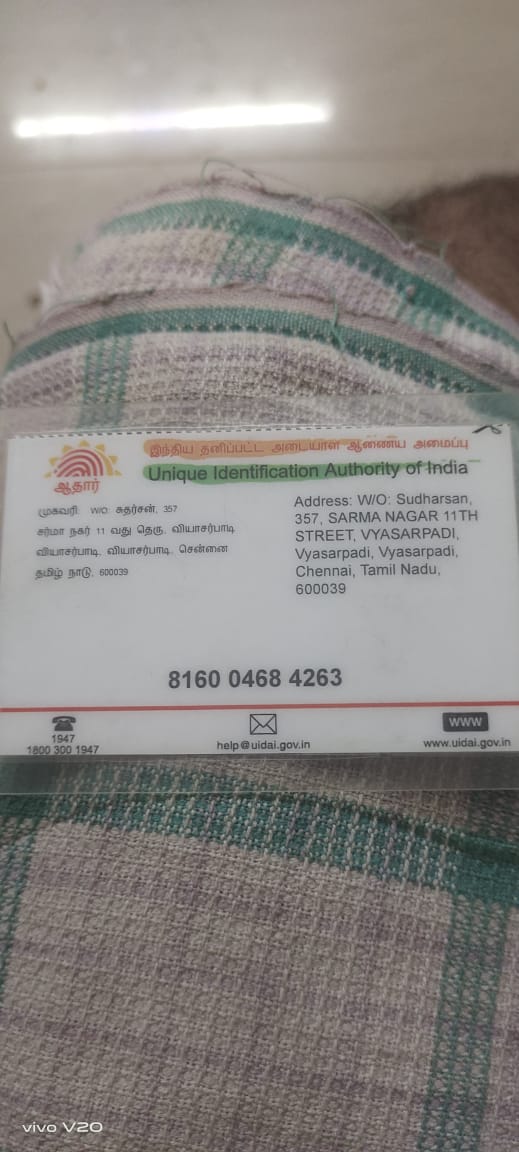 இந்திய தனிப்பட்ட அடையாள ஆணைய அமைப்பு
Unique Identification Authority of India
ஆதார்
முகவரி: W/O: சுதர்சன், 357
சர்மா நகர் 11 வது தெரு, வியாசர்பாடி
வியாசர்பாடி, வியாசர்பாடி, சென்னை
தமிழ் நாடு, 600039
Address: W/O: Sudharsan,
357, SARMA NAGAR 11TH
STREET, VYASARPADI,
Vyasarpadi, Vyasarpadi,
Chennai, Tamil Nadu,
600039
8160 0468 4263
1947
1800 300 1947
help@uidai.gov.in
WWW
www.uidai.gov.in
vivo V20